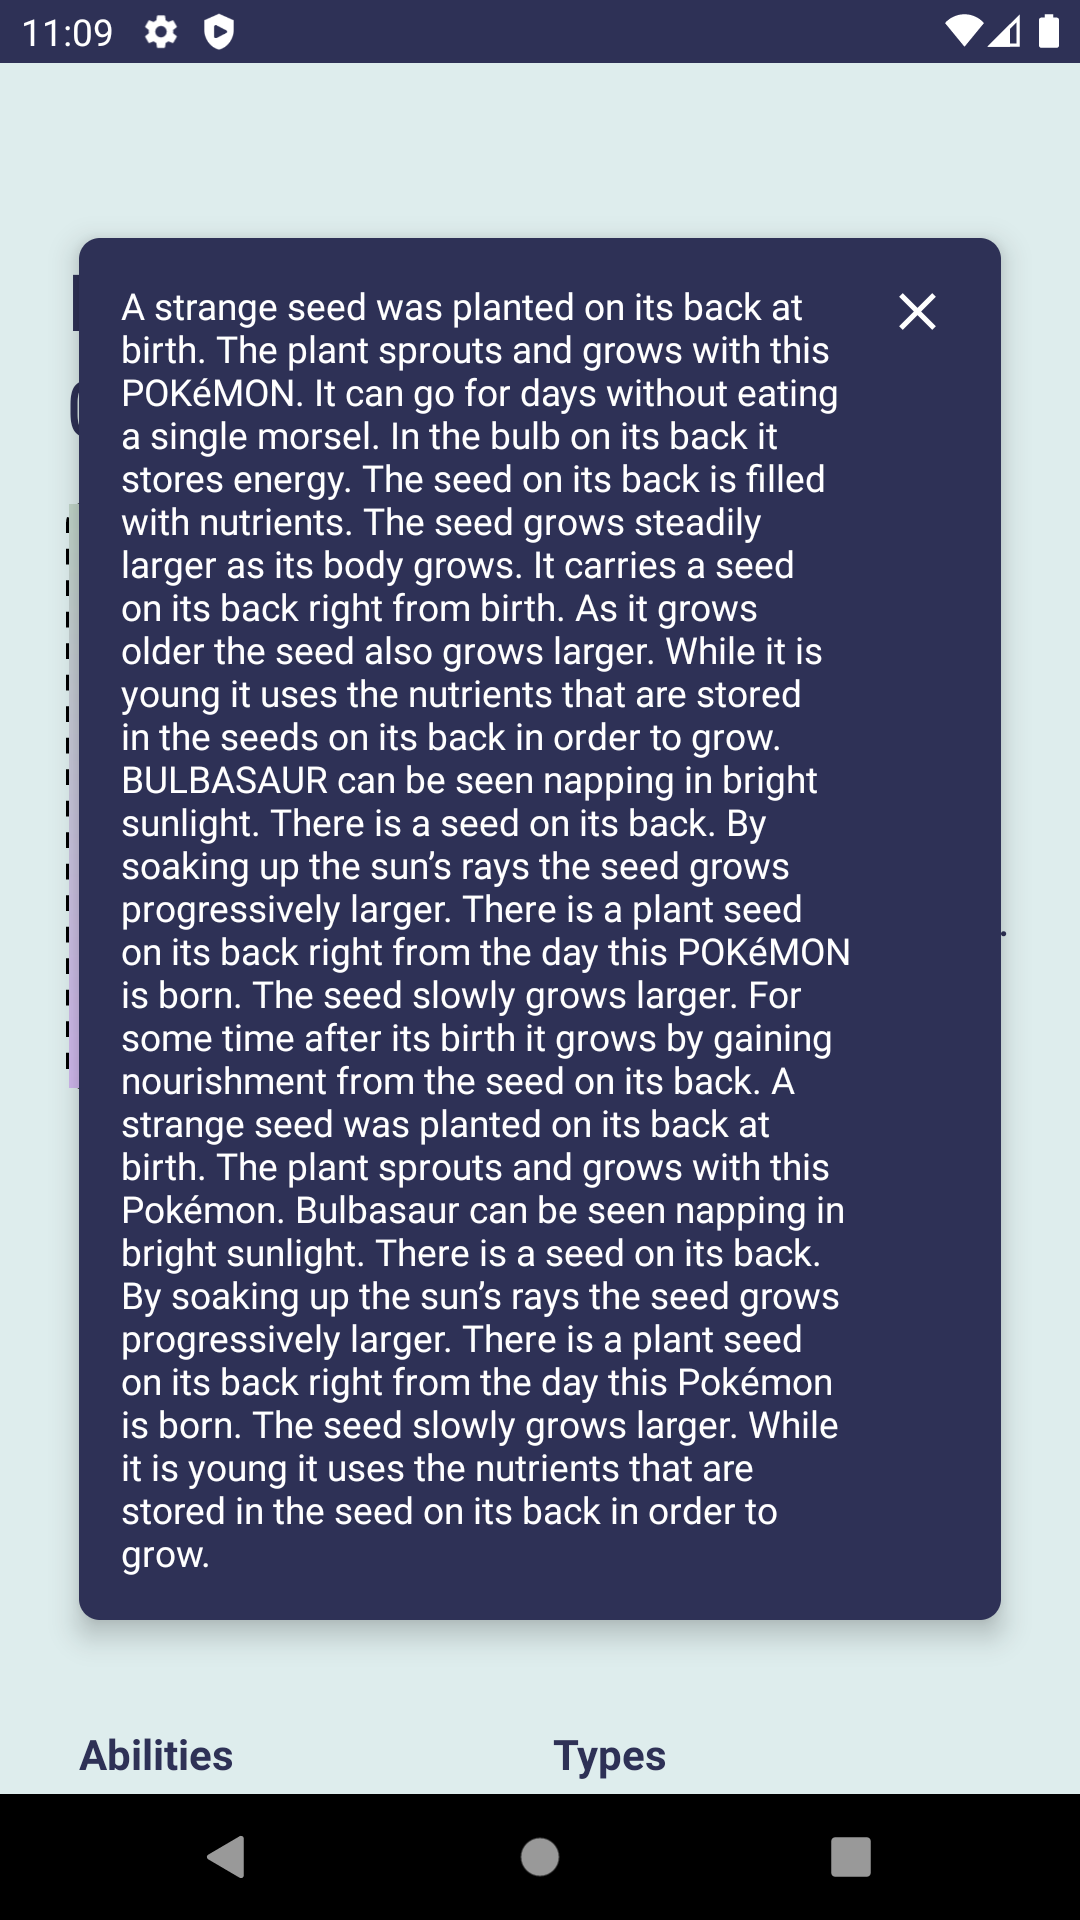 11:09
A strange seed was planted on its back at
birth. The plant sprouts and grows with this
POKéMON. It can go for days without eating
a single morsel. In the bulb on its back it
stores energy. The seed on its back is filled
with nutrients. The seed grows steadily
larger as its body grows. It carries a seed
on its back right from birth. As it grows
older the seed also grows larger. While it is
young it uses the nutrients that are stored
in the seeds on its back in order to grow.
BULBASAUR can be seen napping in bright
sunlight. There is a seed on its back. By
soaking up the sun’s rays the seed grows
progressively larger. There is a plant seed
on its back right from the day this POKéMON
is born. The seed slowly grows larger. For
some time after its birth it grows by gaining
nourishment from the seed on its back. A
strange seed was planted on its back at
birth. The plant sprouts and grows with this
Pokémon. Bulbasaur can be seen napping in
bright sunlight. There is a seed on its back.
By soaking up the sun’s rays the seed grows
progressively larger. There is a plant seed
on its back right from the day this Pokémon
is born. The seed slowly grows larger. While
it is young it uses the nutrients that are
stored in the seed on its back in order to
grow.
Abilities Types